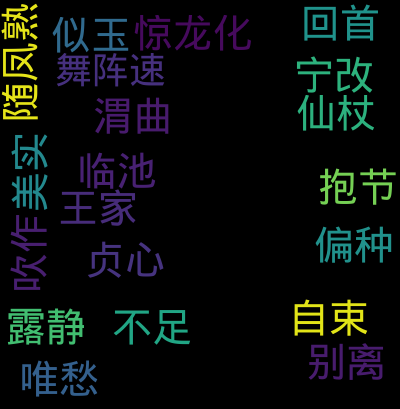 随凤熟
似玉
惊龙化
回首
舞阵速
宁改
渭曲
仙杖
美实
临池
抱节
王家
吹作
贞心
偏种
露静
不足
自束
唯愁
别离